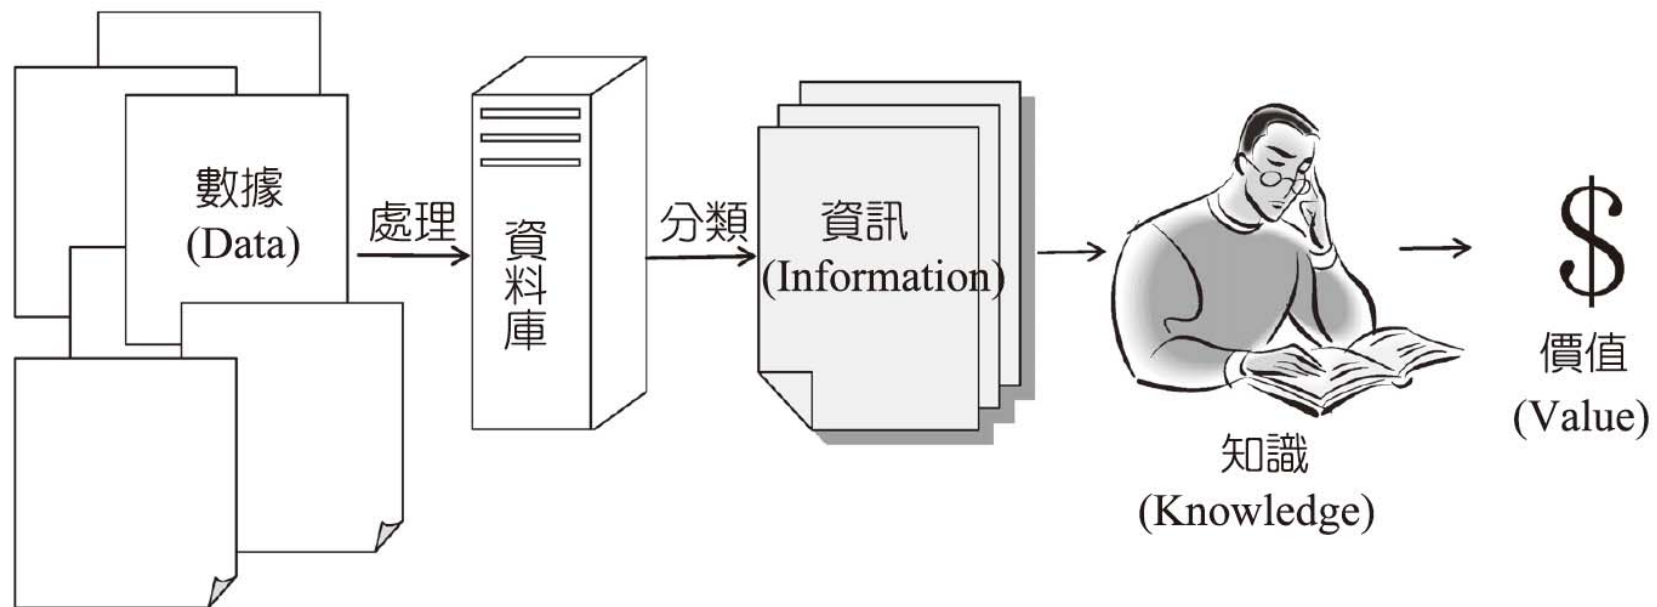 數據
(Data)
處理
資料庫
分類
資訊
(Information)
知識
(Knowledge)
$
價值
(Value)